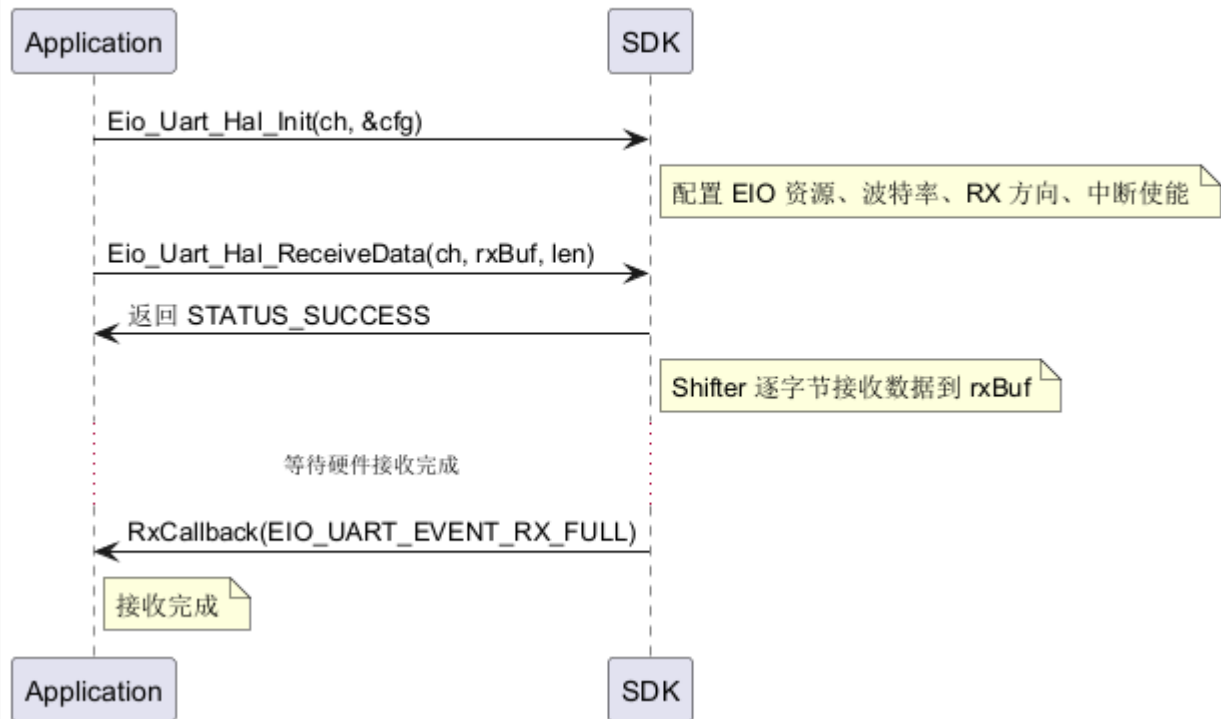 Application
SDK
Eio_Uart_Hal_Init(ch, &cfg)
配置 EIO 资源、波特率、RX 方向、中断使能
Eio_Uart_Hal_ReceiveData(ch, rxBuf, len)
返回 STATUS_SUCCESS
Shifter 逐字节接收数据到 rxBuf
等待硬件接收完成
RxCallback(EIO_UART_EVENT_RX_FULL)
接收完成
Application
SDK